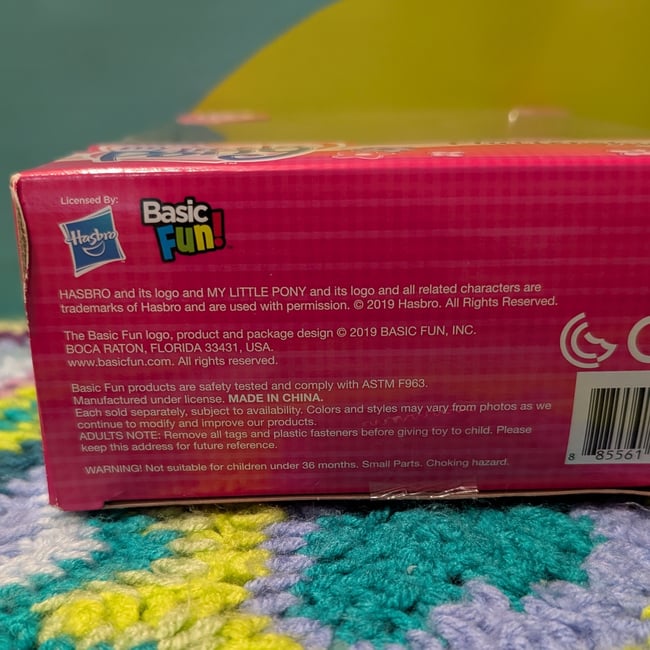 Licensed By:
Hasbro
Basic
Fun!
HASBRO and its logo and MY LITTLE PONY and its logo and all related characters are
trademarks of Hasbro and are used with permission. © 2019 Hasbro. All Rights Reserved.
The Basic Fun logo, product and package design © 2019 BASIC FUN, INC.
BOCA RATON, FLORIDA 33431, USA.
www.basicfun.com. All rights reserved.
Basic Fun products are safety tested and comply with ASTM F963.
Manufactured under license. MADE IN CHINA.
Each sold separately, subject to availability. Colors and styles may vary from photos as we
continue to modify and improve our products.
ADULTS NOTE: Remove all tags and plastic fasteners before giving toy to child. Please
keep this address for future reference.
WARNING! Not suitable for children under 36 months. Small Parts. Choking hazard.
8 85561